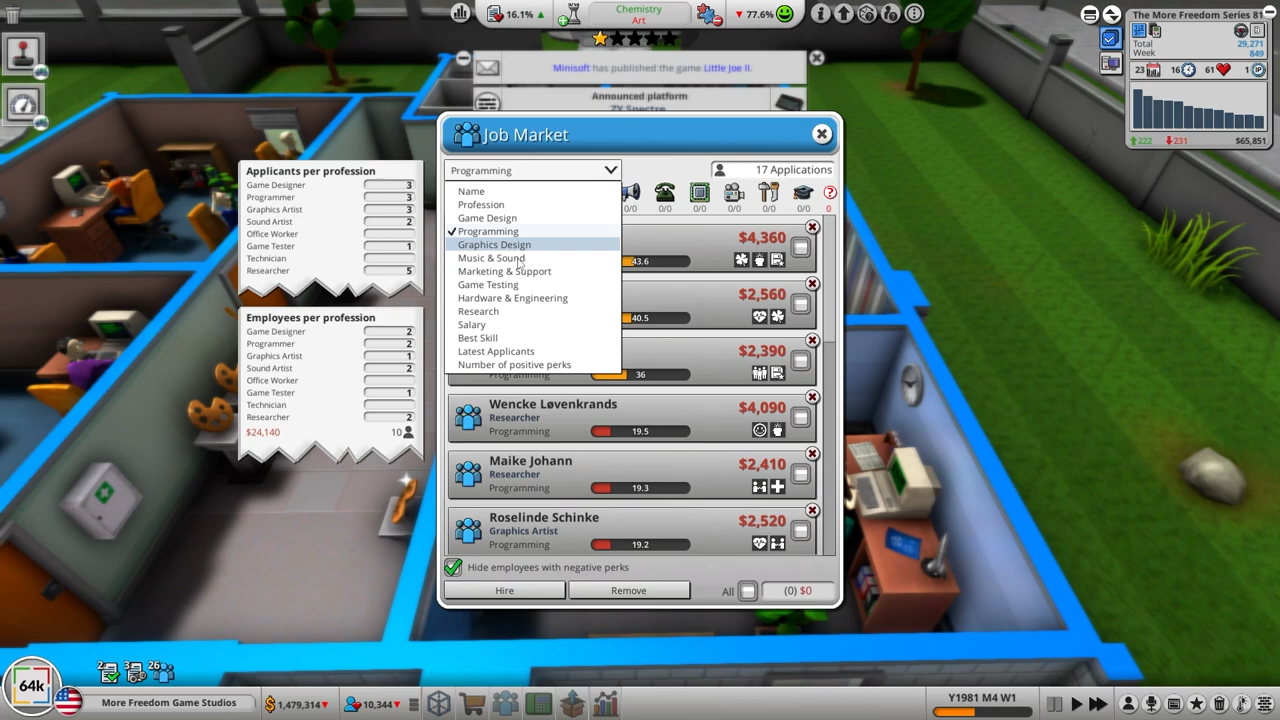 16.1%
Chemistry
Art
77.6%
The More Freedom Series 81
Total
29,271
Week
849
23
16
61
1
222
231
$65,851
Minisoft has published the game Little Joe II.
Announced platform
ZY Spectre
Job Market
Programming
17 Applications
0/0
0/0
0/0
0/0
0/0
0/0
0
Name
Profession
Game Design
Programming
Graphics Design
Music & Sound
Marketing & Support
Game Testing
Hardware & Engineering
Research
Salary
Best Skill
Latest Applicants
Number of positive perks
$4,360
43.6
$2,560
40.5
$2,390
Programming
36
Wencke Løvenkrands
Researcher
Programming
19.5
$4,090
Maike Johann
Researcher
Programming
19.3
$2,410
Roselinde Schinke
Graphics Artist
Programming
19.2
$2,520
Hide employees with negative perks
Hire
Remove
All
(0) $0
Applicants per profession
Game Designer 3
Programmer 3
Graphics Artist 3
Sound Artist 2
Office Worker
Game Tester 1
Technician
Researcher 5
Employees per profession
Game Designer 2
Programmer 2
Graphics Artist 1
Sound Artist 2
Office Worker
Game Tester 1
Technician
Researcher 2
$24,140
10
2
3
26
64k
More Freedom Game Studios
$ 1,479,314
10,344
Y1981 M4 W1